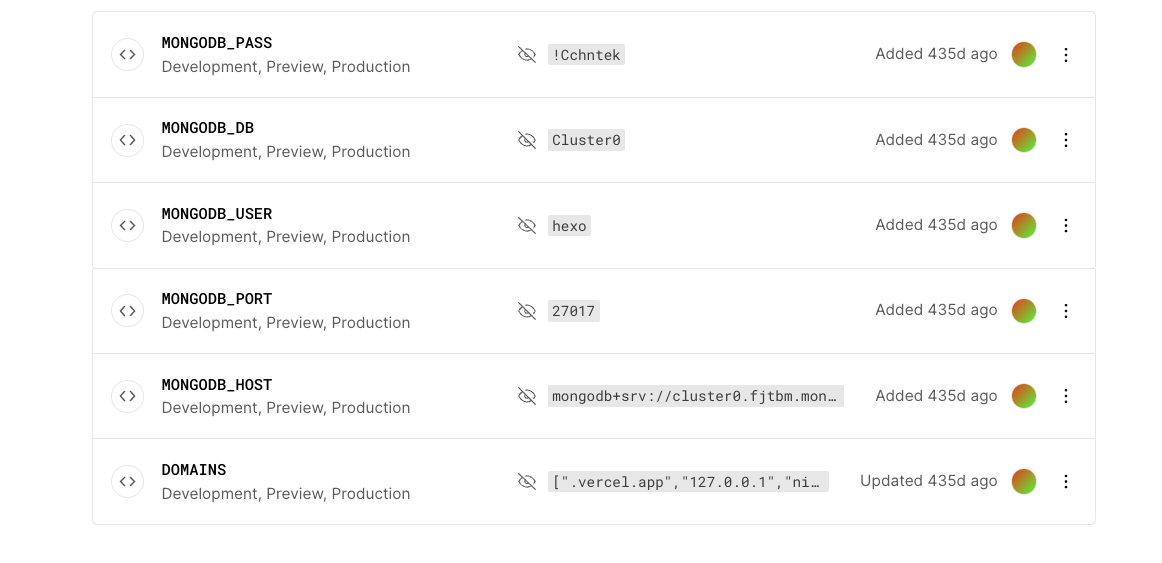 MONGODB_PASS
Development, Preview, Production
!Cchntek
Added 435d ago
MONGODB_DB
Development, Preview, Production
Cluster0
Added 435d ago
MONGODB_USER
Development, Preview, Production
hexo
Added 435d ago
MONGODB_PORT
Development, Preview, Production
27017
Added 435d ago
MONGODB_HOST
Development, Preview, Production
mongodb+srv://cluster0.fjtbm.mon…
Added 435d ago
DOMAINS
Development, Preview, Production
[".vercel.app","127.0.0.1","ni…
Updated 435d ago